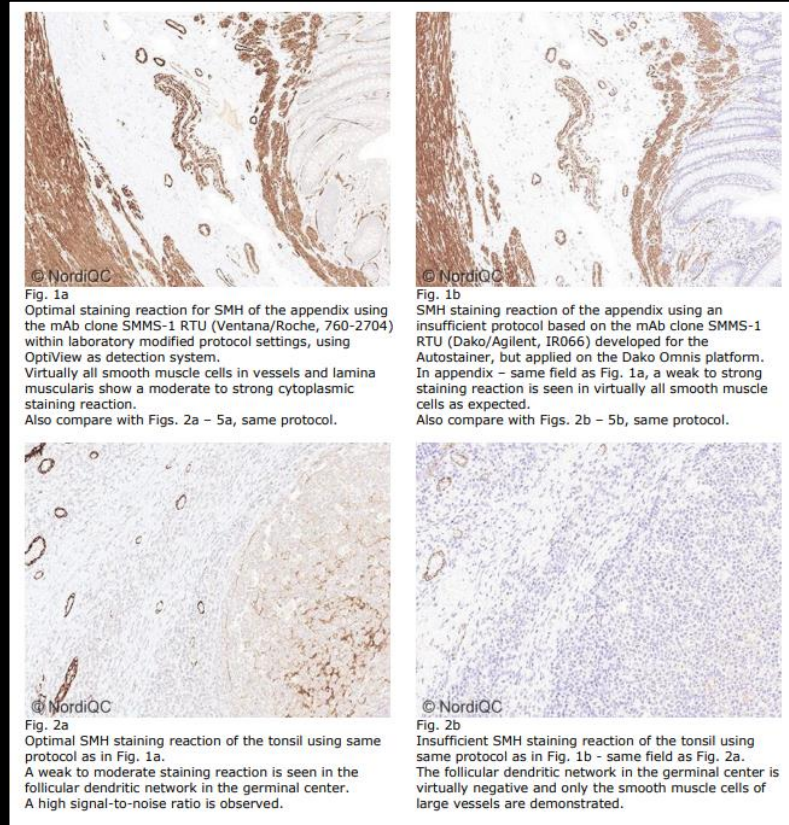 © NordiQC
Fig. 1a
Optimal staining reaction for SMH of the appendix using
the mAb clone SMMS-1 RTU (Ventana/Roche, 760-2704)
within laboratory modified protocol settings, using
OptiView as detection system.
Virtually all smooth muscle cells in vessels and lamina
muscularis show a moderate to strong cytoplasmic
staining reaction.
Also compare with Figs. 2a – 5a, same protocol.
© NordiQC
Fig. 1b
SMH staining reaction of the appendix using an
insufficient protocol based on the mAb clone SMMS-1
RTU (Dako/Agilent, IR066) developed for the
Autostainer, but applied on the Dako Omnis platform.
In appendix – same field as Fig. 1a, a weak to strong
staining reaction is seen in virtually all smooth muscle
cells as expected.
Also compare with Figs. 2b – 5b, same protocol.
© NordiQC
Fig. 2a
Optimal SMH staining reaction of the tonsil using same
protocol as in Fig. 1a.
A weak to moderate staining reaction is seen in the
follicular dendritic network in the germinal center.
A high signal-to-noise ratio is observed.
© NordiQC
Fig. 2b
Insufficient SMH staining reaction of the tonsil using
same protocol as in Fig. 1b - same field as Fig. 2a.
The follicular dendritic network in the germinal center is
virtually negative and only the smooth muscle cells of
large vessels are demonstrated.